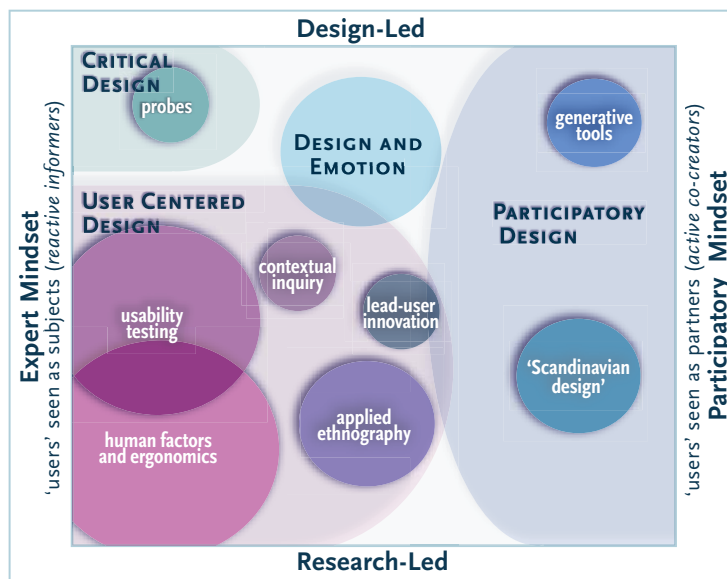 Design-Led
CRITICAL
DESIGN
probes
DESIGN AND
EMOTION
generative
tools
USER CENTERED
DESIGN
PARTICIPATORY
DESIGN
contextual
inquiry
lead-user
innovation
usability
testing
‘Scandinavian
design’
applied
ethnography
human factors
and ergonomics
Expert Mindset
‘users’ seen as subjects (reactive informers)
‘users’ seen as partners (active co-creators)
Participatory Mindset
Research-Led